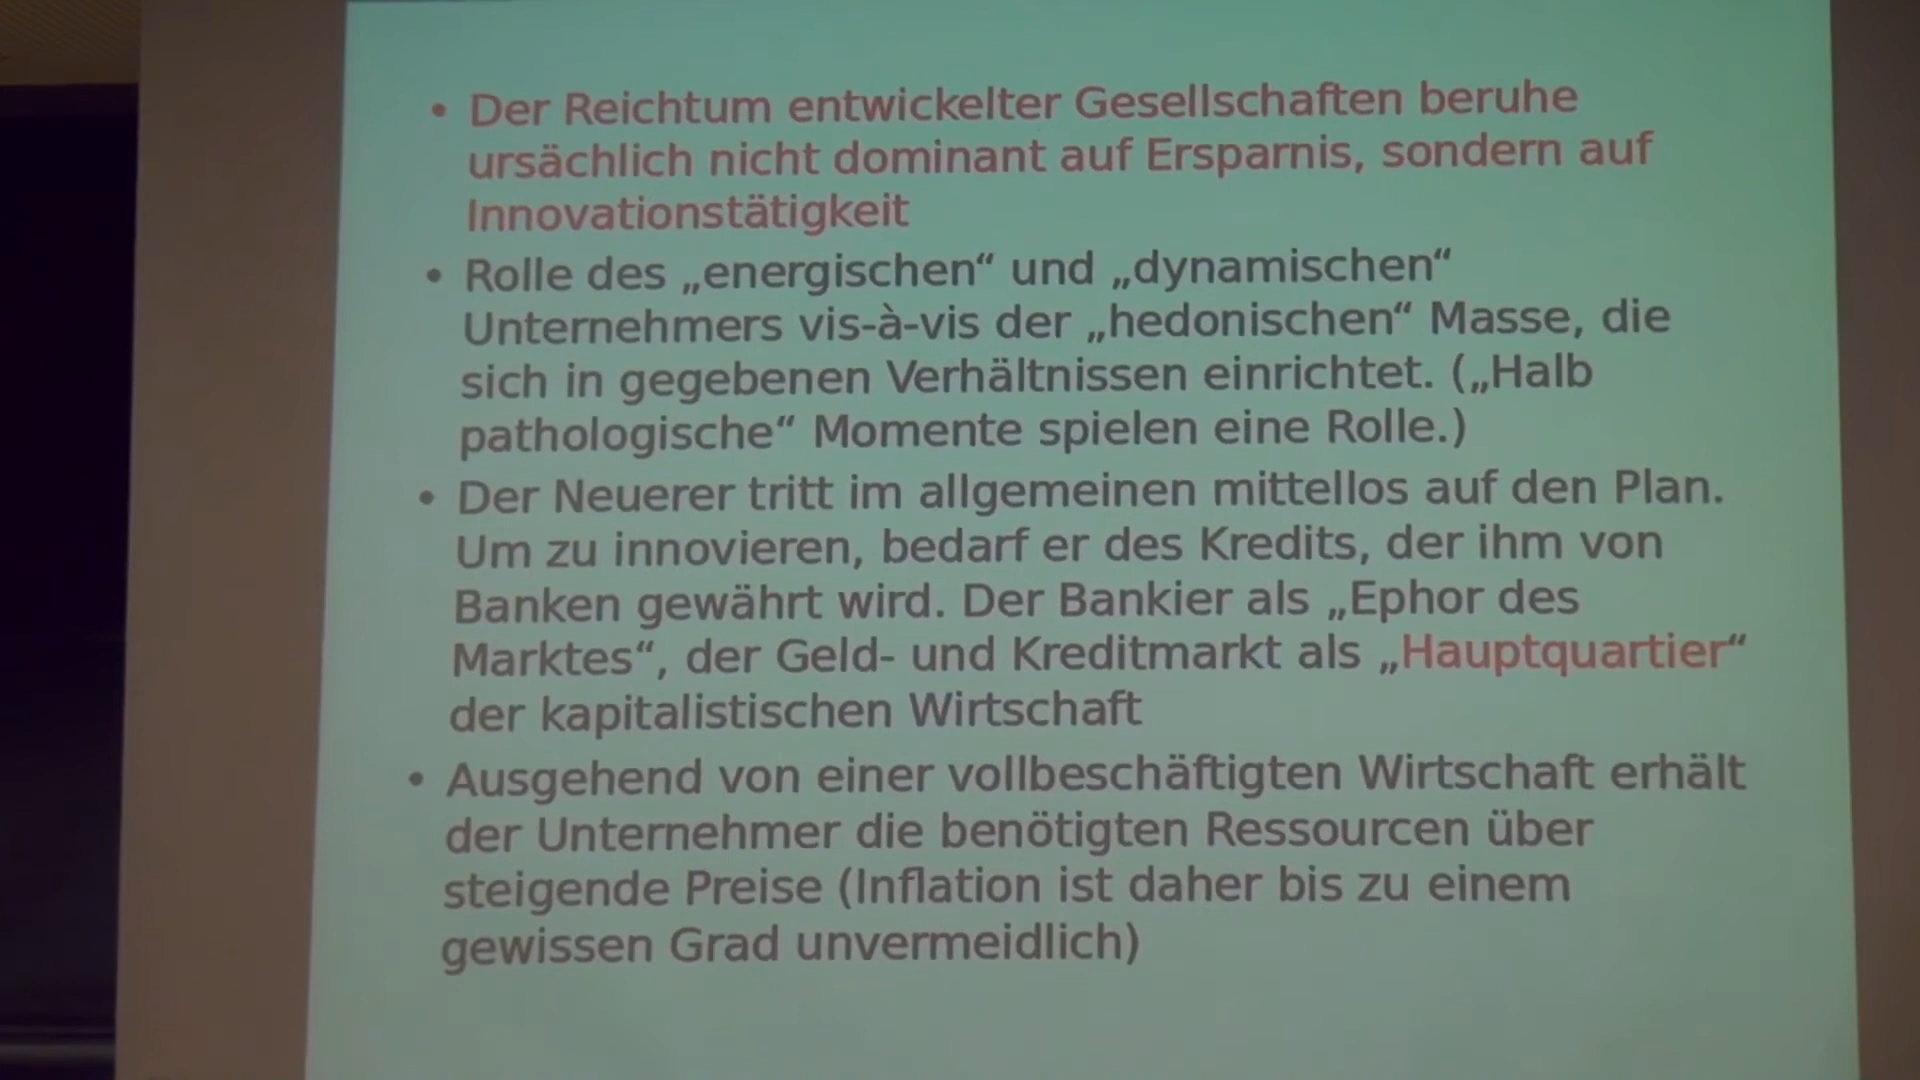 • Der Reichtum entwickelter Gesellschaften beruhe
ursächlich nicht dominant auf Ersparnis, sondern auf
Innovationstätigkeit
• Rolle des „energischen“ und „dynamischen“
Unternehmers vis-à-vis der „hedonischen“ Masse, die
sich in gegebenen Verhältnissen einrichtet. („Halb
pathologische“ Momente spielen eine Rolle.)
• Der Neuerer tritt im allgemeinen mittellos auf den Plan.
Um zu innovieren, bedarf er des Kredits, der ihm von
Banken gewährt wird. Der Bankier als „Ephor des
Marktes“, der Geld- und Kreditmarkt als „Hauptquartier“
der kapitalistischen Wirtschaft
• Ausgehend von einer vollbeschäftigten Wirtschaft erhält
der Unternehmer die benötigten Ressourcen über
steigende Preise (Inflation ist daher bis zu einem
gewissen Grad unvermeidlich)